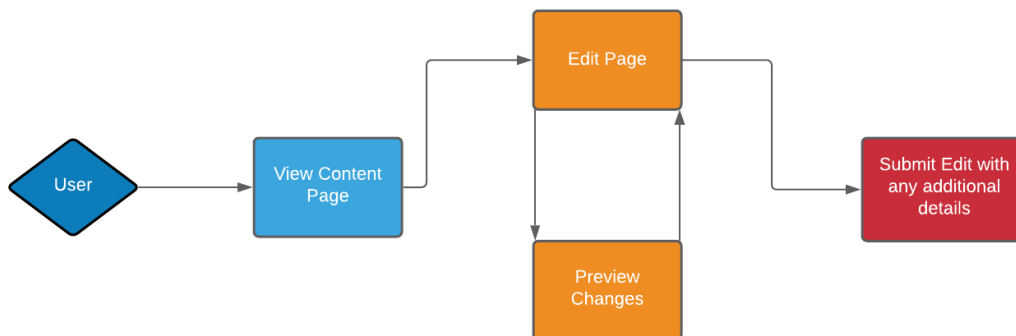 User
View Content
Page
Edit Page
Preview
Changes
Submit Edit with
any additional
details